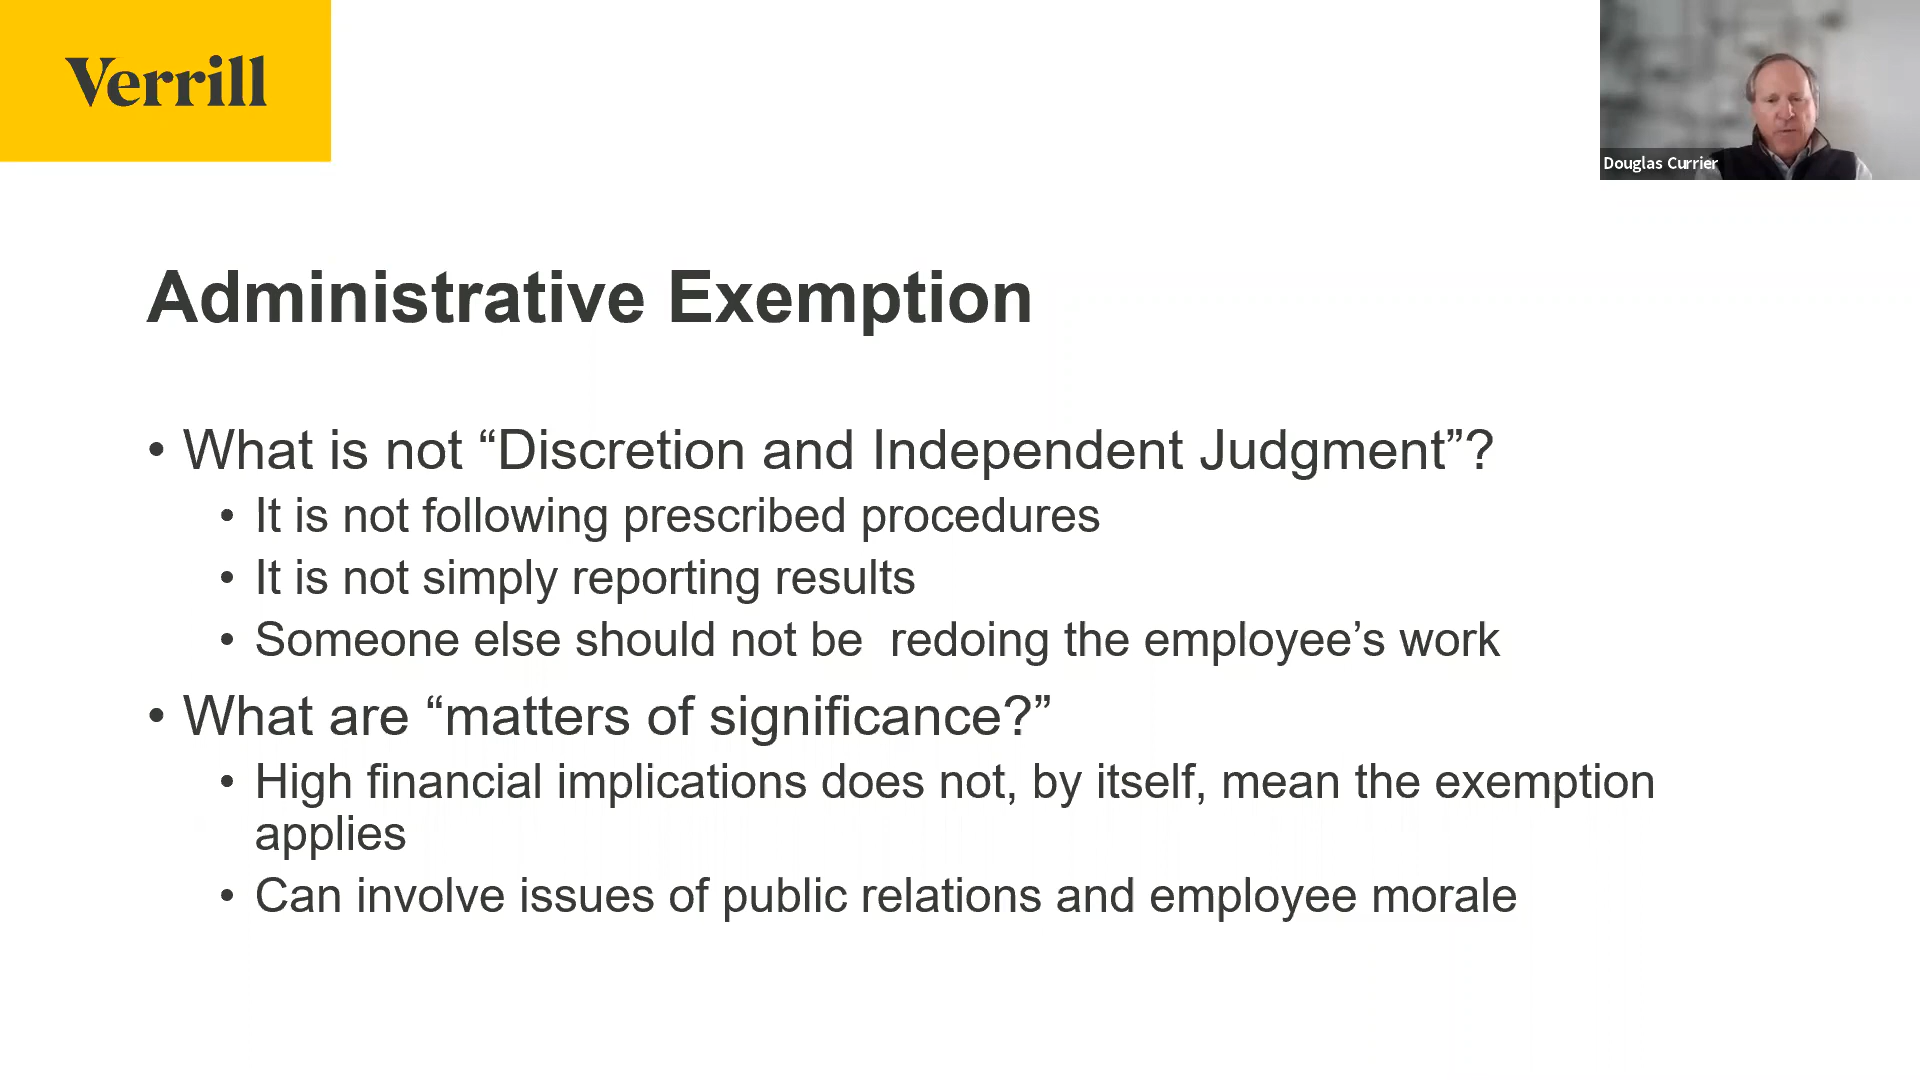 Verrill
Douglas Currier
Administrative Exemption
• What is not “Discretion and Independent Judgment”?
• It is not following prescribed procedures
• It is not simply reporting results
• Someone else should not be  redoing the employee’s work
• What are “matters of significance?”
• High financial implications does not, by itself, mean the exemption
applies
• Can involve issues of public relations and employee morale